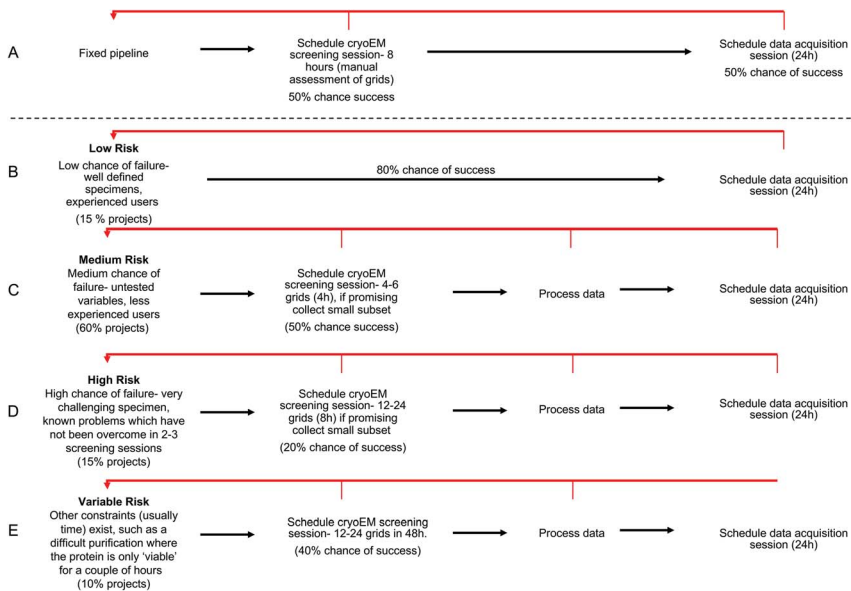 A
Fixed pipeline
Schedule cryoEM
screening session- 8
hours (manual
assessment of grids)
50% chance success
Schedule data acquisition
session (24h)
50% chance of success
B
Low Risk
Low chance of failure-
well defined
specimens,
experienced users
(15 % projects)
80% chance of success
Schedule data acquisition
session (24h)
C
Medium Risk
Medium chance of
failure- untested
variables, less
experienced users
(60% projects)
Schedule cryoEM
screening session- 4-6
grids (4h), if promising
collect small subset
(50% chance success)
Process data
Schedule data acquisition
session (24h)
D
High Risk
High chance of failure- very
challenging specimen,
known problems which have
not been overcome in 2-3
screening sessions
(15% projects)
Schedule cryoEM
screening session- 12-24
grids (8h) if promising
collect small subset
(20% chance of success)
Process data
Schedule data acquisition
session (24h)
E
Variable Risk
Other constraints (usually
time) exist, such as a
difficult purification where
the protein is only ‘viable’
for a couple of hours
(10% projects)
Schedule cryoEM screening
session- 12-24 grids in 48h.
(40% chance of success)
Process data
Schedule data acquisition
session (24h)